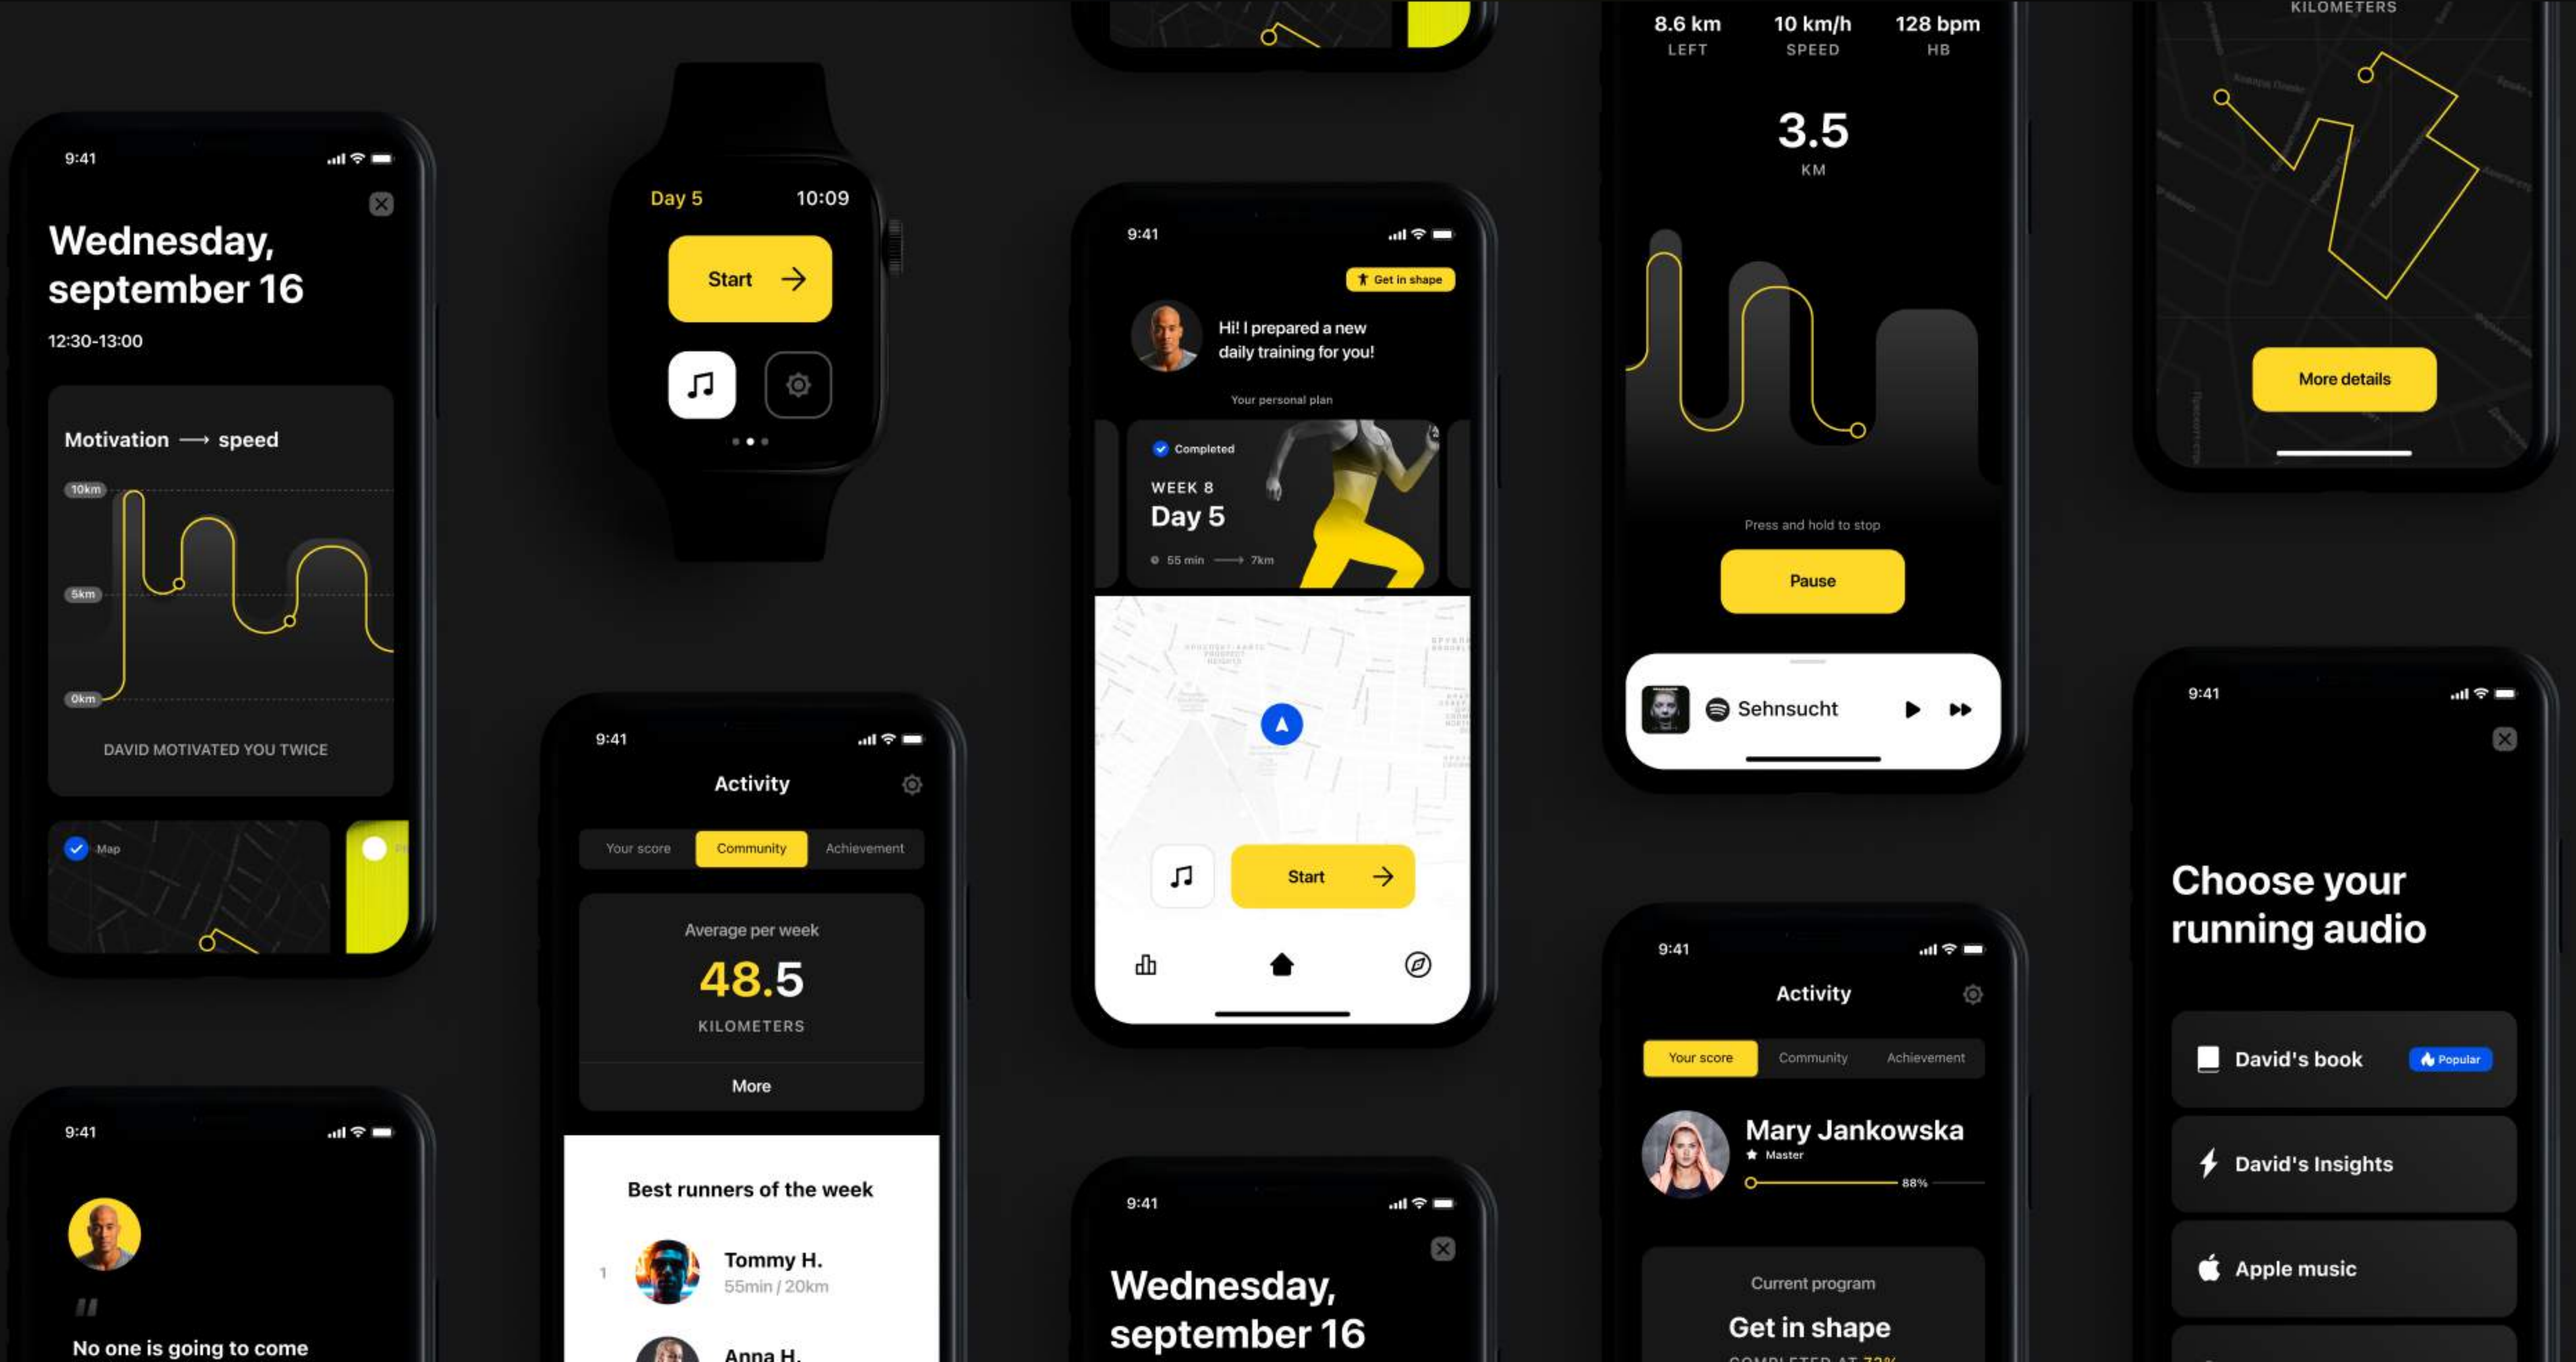 9:41
Wednesday,
september 16
12:30-13:00
Motivation → speed
10km
5km
0km
DAVID MOTIVATED YOU TWICE
Map
9:41
No one is going to come
Day 5 10:09
Start →
9:41
Activity
Your score Community Achievement
Average per week
48.5
KILOMETERS
More
Best runners of the week
1
Tommy H.
55min / 20km
Anna H.
9:41
Get in shape
Hi! I prepared a new
daily training for you!
Your personal plan
Completed
WEEK 8
Day 5
55 min → 7km
PROSPECT
HEIGHTS
Start →
9:41
Wednesday,
september 16
8.6 km 10 km/h 128 bpm
LEFT SPEED HB
3.5
KM
Press and hold to stop
Pause
Sehnsucht
9:41
Activity
Your score Community Achievement
Mary Jankowska
Master
88%
Current program
Get in shape
COMPLETED AT 72%
KILOMETERS
More details
9:41
Choose your
running audio
David's book Popular
David's Insights
Apple music